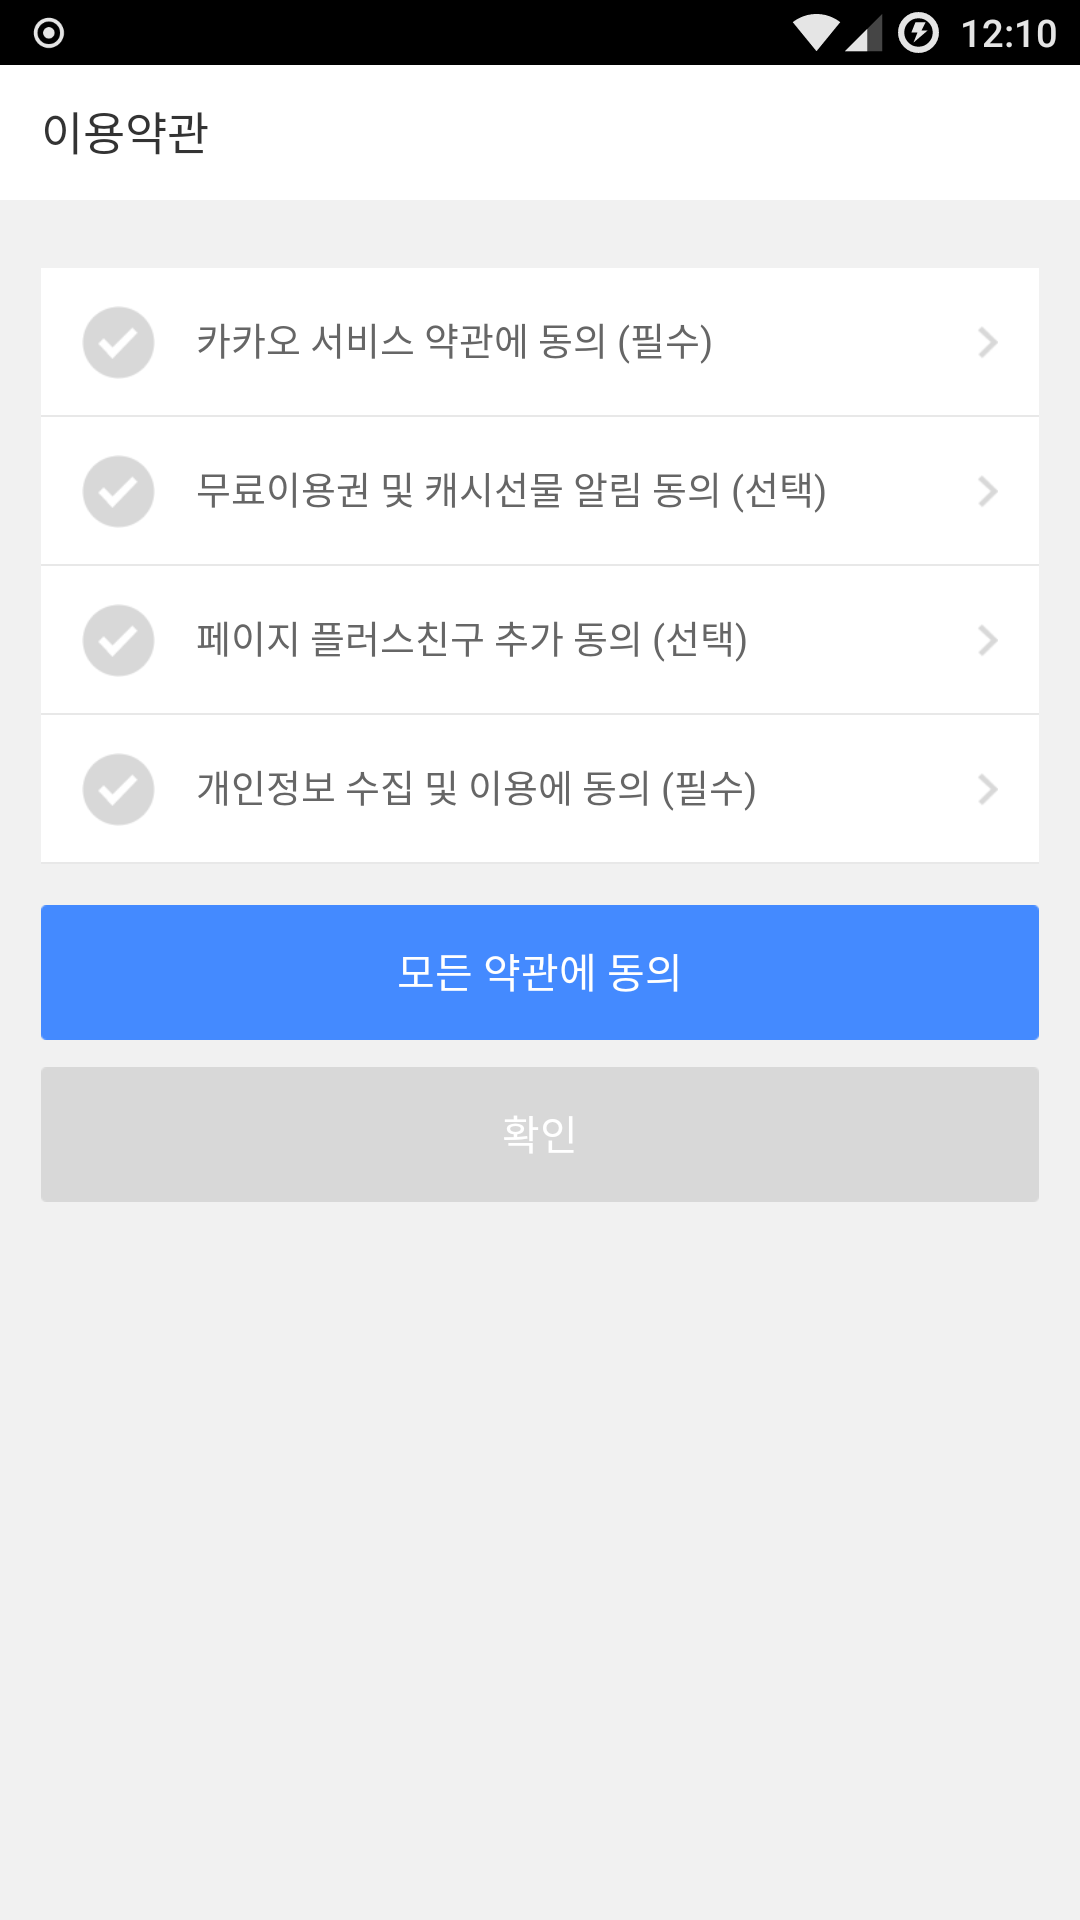 12:10
이용약관
카카오 서비스 약관에 동의 (필수)
무료이용권 및 캐시선물 알림 동의 (선택)
페이지 플러스친구 추가 동의 (선택)
개인정보 수집 및 이용에 동의 (필수)
모든 약관에 동의
확인